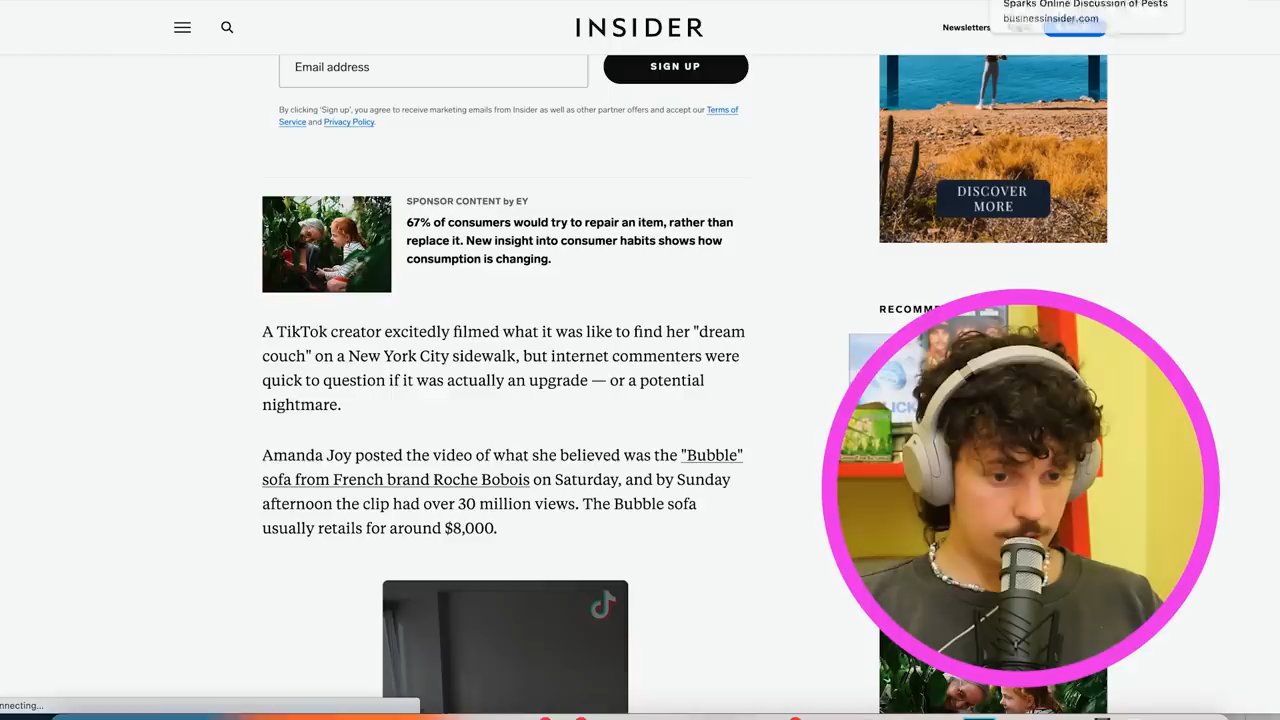 Sparks Online Discussion of Pests
businessinsider.com
INSIDER
Newsletters
Email address
SIGN UP
By clicking 'Sign up', you agree to receive marketing emails from Insider as well as other partner offers and accept our Terms of
Service and Privacy Policy.
SPONSOR CONTENT by EY
67% of consumers would try to repair an item, rather than
replace it. New insight into consumer habits shows how
consumption is changing.
DISCOVER
MORE
A TikTok creator excitedly filmed what it was like to find her "dream
couch" on a New York City sidewalk, but internet commenters were
quick to question if it was actually an upgrade — or a potential
nightmare.
Amanda Joy posted the video of what she believed was the "Bubble"
sofa from French brand Roche Bobois on Saturday, and by Sunday
afternoon the clip had over 30 million views. The Bubble sofa
usually retails for around $8,000.
RECOMM
LICK
nnecting...